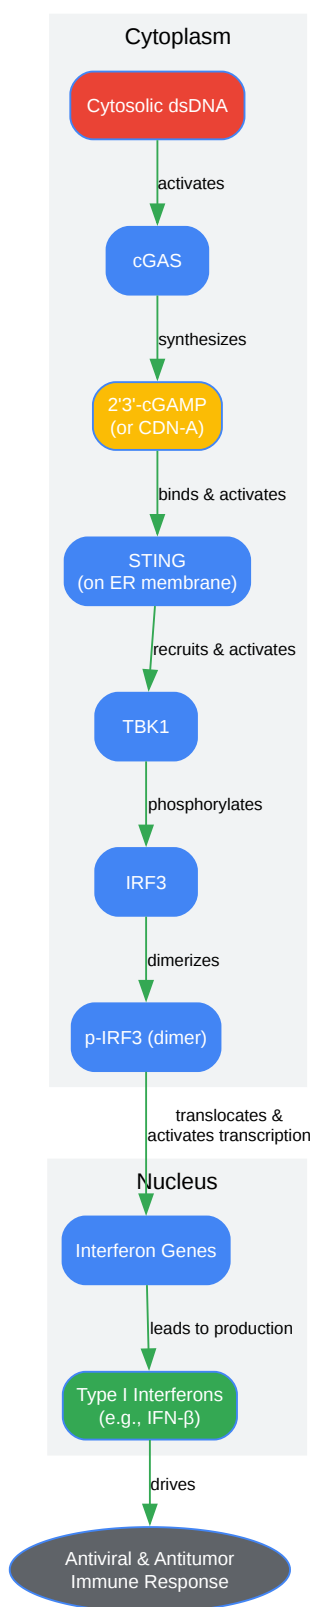 Cytoplasm
Cytosolic dsDNA
activates
cGAS
synthesizes
2'3'-cGAMP
(or CDN-A)
binds & activates
STING
(on ER membrane)
recruits & activates
TBK1
phosphorylates
IRF3
dimerizes
p-IRF3 (dimer)
translocates &
activates transcription
Nucleus
Interferon Genes
leads to production
Type I Interferons
(e.g., IFN-β)
drives
Antiviral & Antitumor
Immune Response